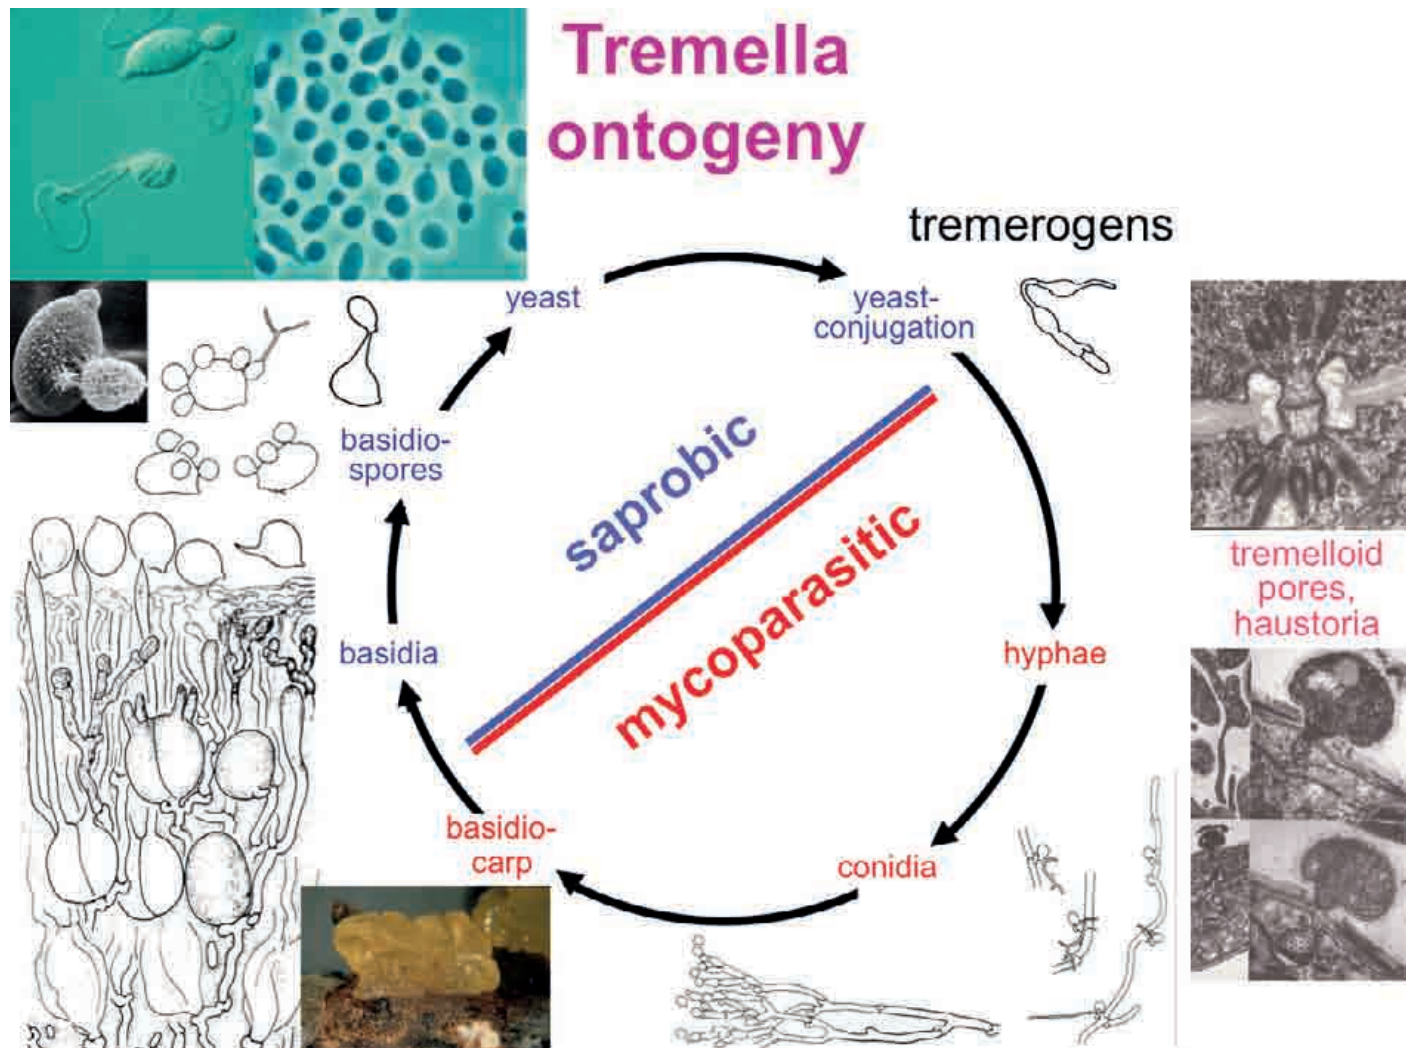 Tremella
ontogeny
tremerogens
yeast
yeast-
conjugation
basidio-
spores
saprobic
mycoparasitic
tremelloid
pores,
haustoria
basidia
hyphae
basidio-
carp
conidia